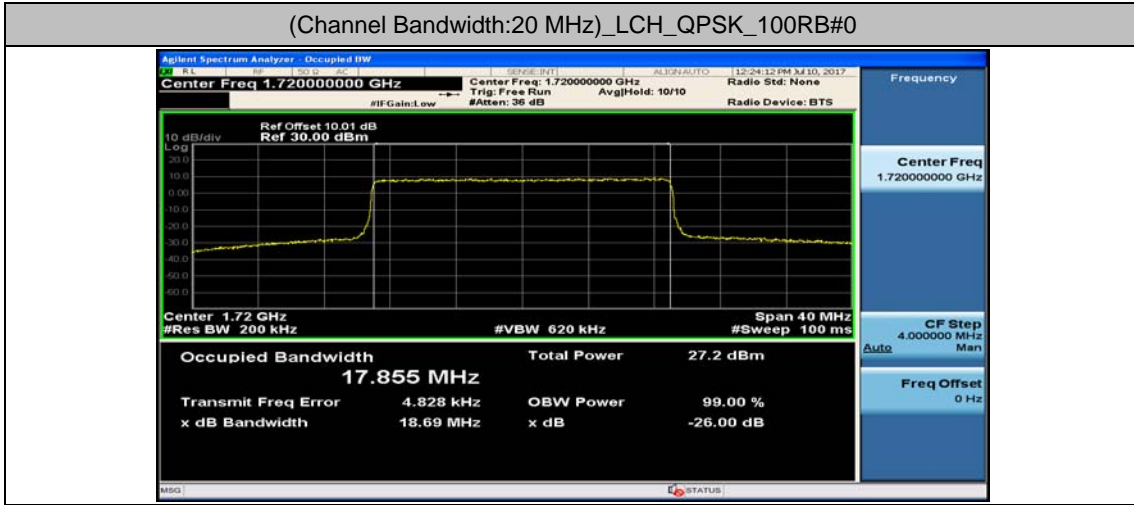 (Channel Bandwidth:20 MHz)_LCH_QPSK_100RB#0
Agilent Spectrum Analyzer - Occupied BW
RL RF 50 Ω AC SENSE:INT ALIGN AUTO 12:24:12 PM Jul 10, 2017
Center Freq 1.720000000 GHz
Center Freq: 1.720000000 GHz
Radio Std: None
Trig: Free Run Avg|Hold: 10/10
#IFGain:Low #Atten: 36 dB Radio Device: BTS
Frequency
Ref Offset 10.01 dB
10 dB/div Ref 30.00 dBm
Log
20.0
10.0
0.00
-10.0
-20.0
-30.0
-40.0
-50.0
-60.0
Center Freq
1.720000000 GHz
Center 1.72 GHz Span 40 MHz
#Res BW 200 kHz #VBW 620 kHz #Sweep 100 ms
CF Step
4.000000 MHz
Auto Man
Occupied Bandwidth Total Power 27.2 dBm
17.855 MHz
Transmit Freq Error 4.828 kHz OBW Power 99.00 %
x dB Bandwidth 18.69 MHz x dB -26.00 dB
Freq Offset
0 Hz
MSG STATUS